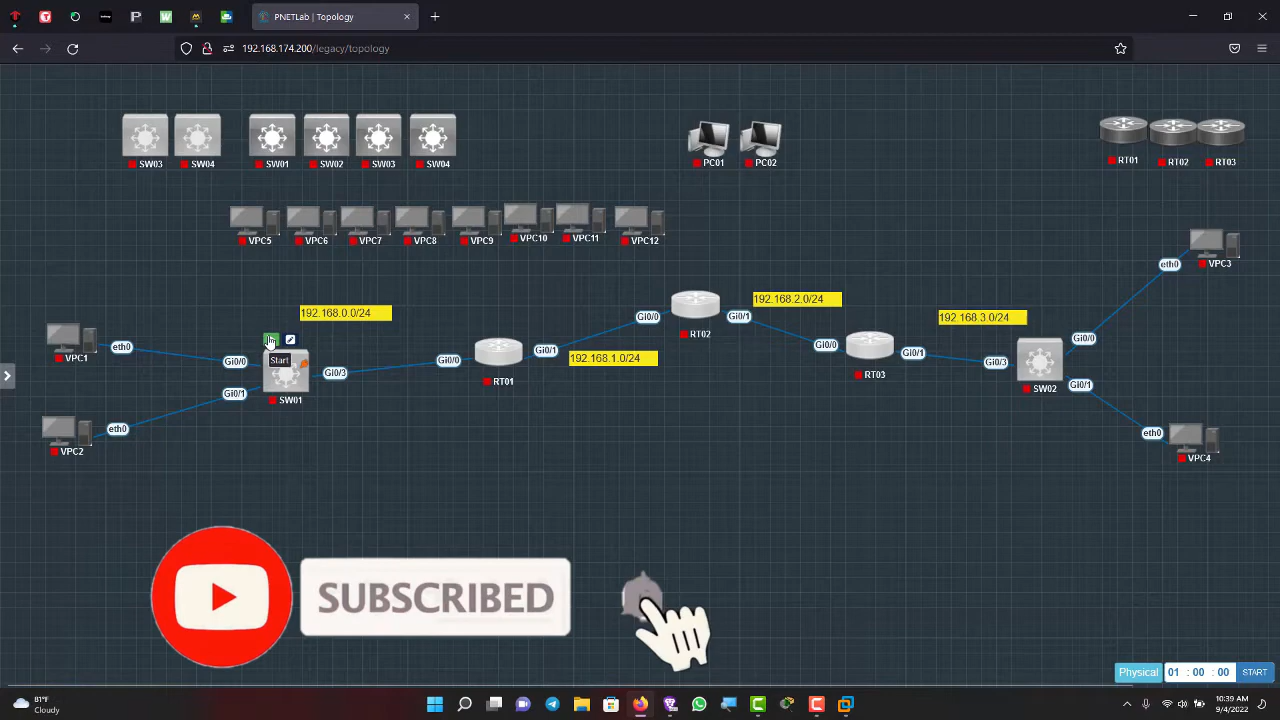 PNETLab | Topology
192.168.174.200/legacy/topology
SW03
SW04
SW01
SW02
SW03
SW04
PC01
PC02
RT01
RT02
RT03
VPC5
VPC6
VPC7
VPC8
VPC9
VPC10
VPC11
VPC12
VPC3
eth0
192.168.0.0/24
192.168.2.0/24
192.168.3.0/24
Gi0/0
Gi0/1
RT02
VPC1
eth0
Gi0/0
Start
Gi0/3
Gi0/1
SW01
Gi0/0
RT01
Gi0/1
192.168.1.0/24
Gi0/0
RT03
Gi0/1
Gi0/3
SW02
Gi0/0
Gi0/1
VPC2
eth0
eth0
VPC4
SUBSCRIBED
Physical
01 : 00 : 00
START
81°F
Cloudy
10:39 AM
9/4/2022